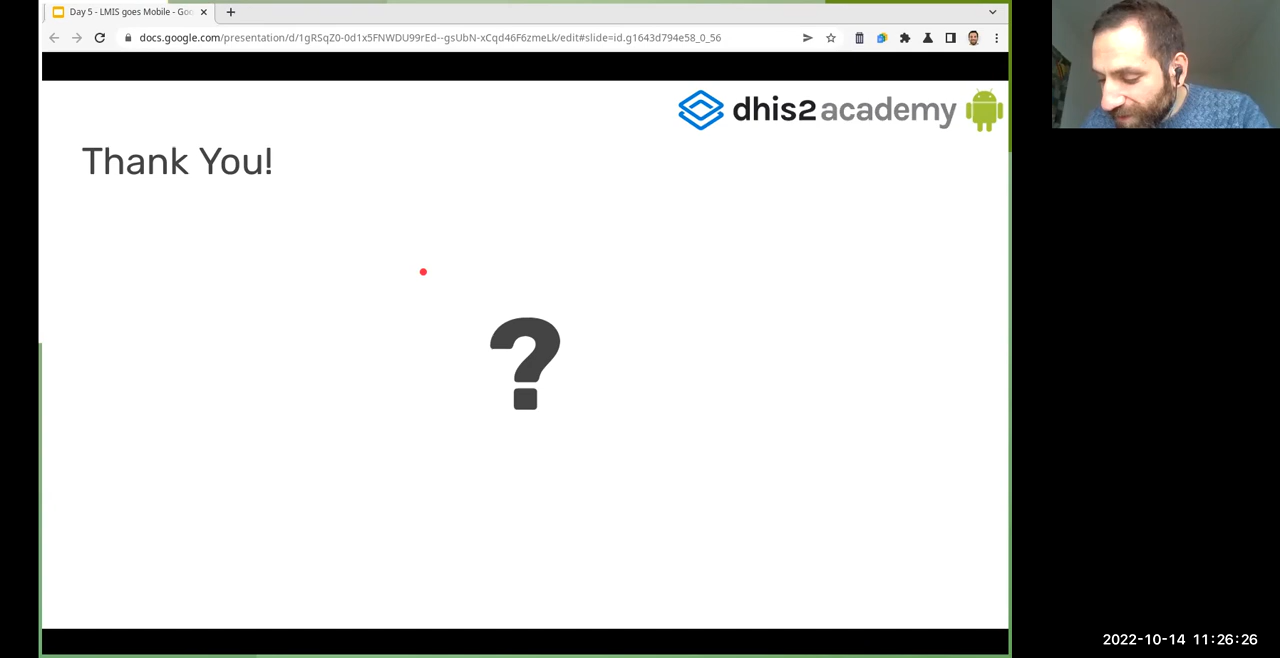 Day 5 - LMIS goes Mobile - Goo
docs.google.com/presentation/d/1gRSqZ0-0d1x5FNWDU99rEd--gsUbN-xCqd46F6zmeLk/edit#slide=id.g1643d794e58_0_56
dhis2 academy
Thank You!
?
2022-10-14 11:26:26